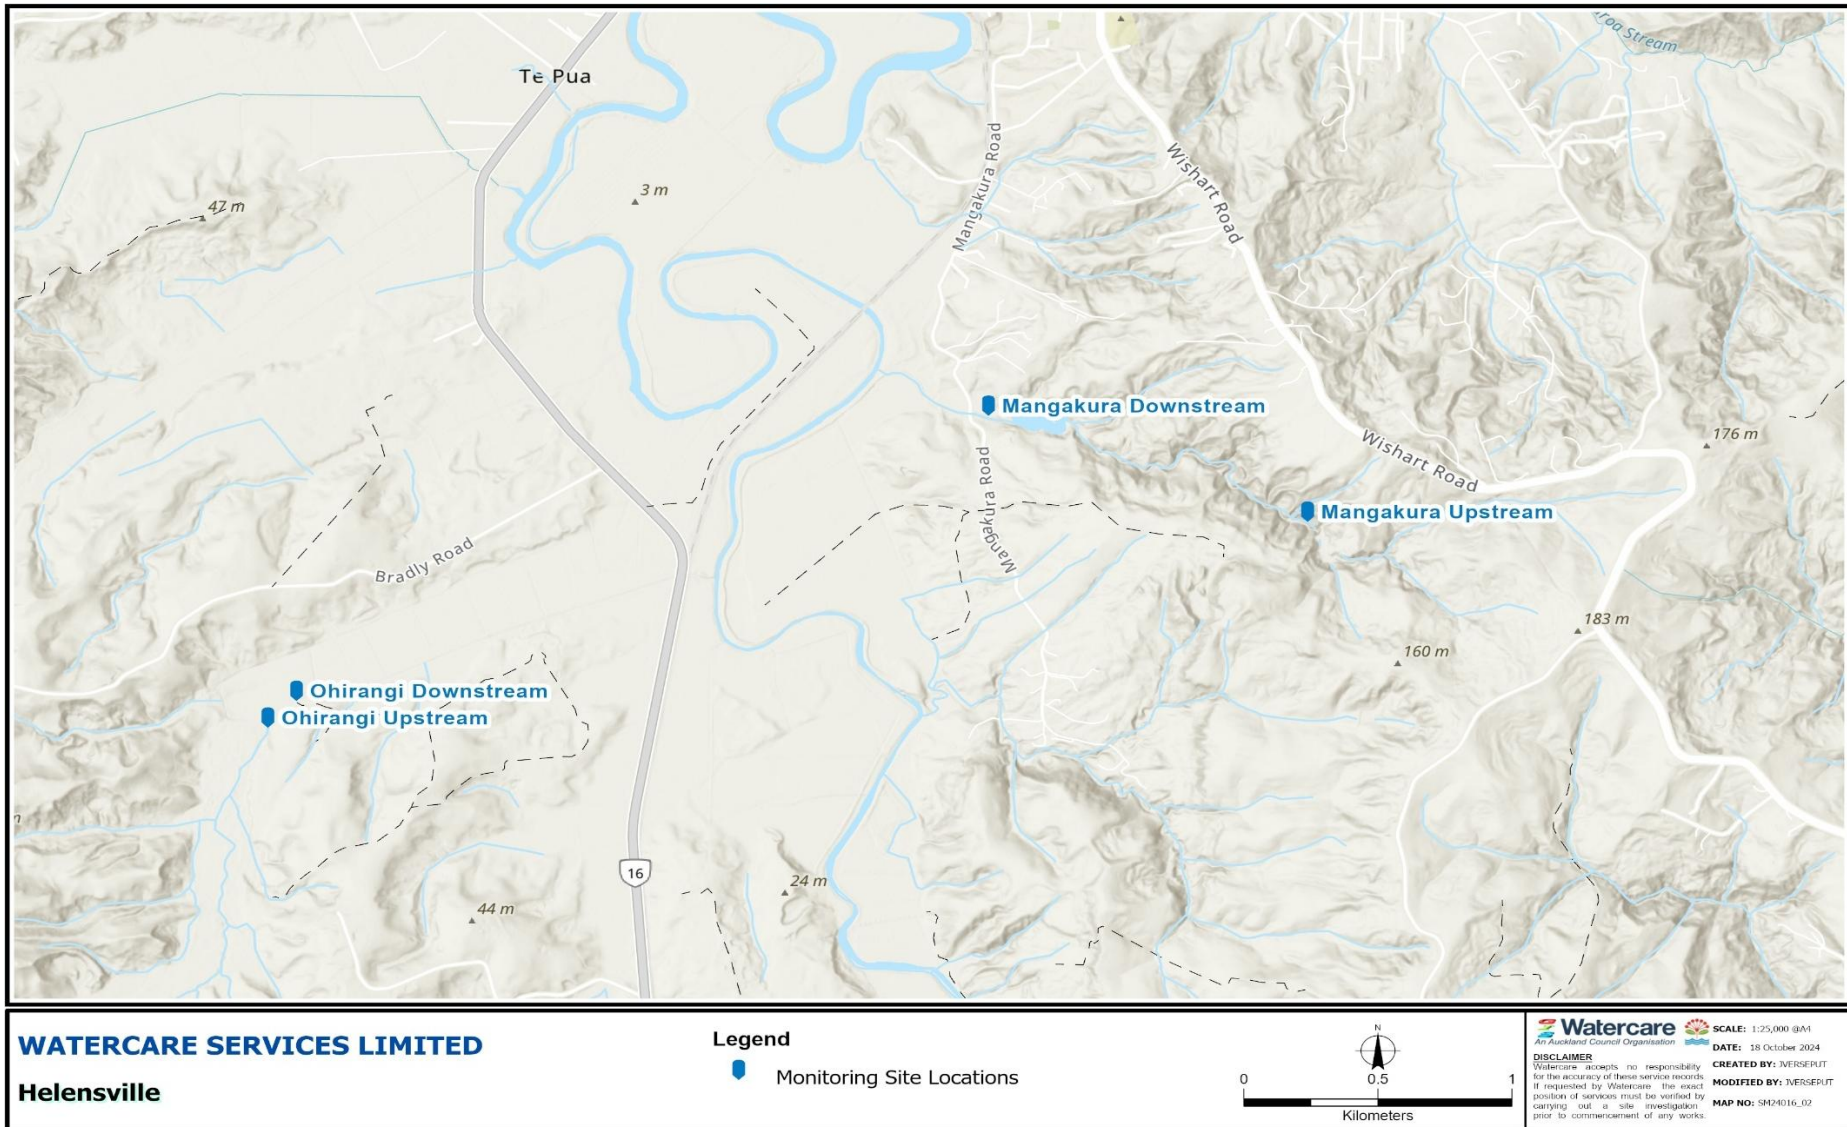 roa Stream
Te Pua
Mangakura Road
Wishart Road
3 m
47 m
Mangakura Downstream
Wishart Road
176 m
Mangakura Road
Mangakura Upstream
Bradly Road
183 m
160 m
Ohirangi Downstream
Ohirangi Upstream
16
24 m
44 m
WATERCARE SERVICES LIMITED
Helensville
Legend
Monitoring Site Locations
N
0 0.5 1
Kilometers
Watercare
An Auckland Council Organisation
DISCLAIMER
Watercare accepts no responsibility
for the accuracy of these service records.
If requested by Watercare the exact
position of services must be verified by
carrying out a site investigation
prior to commencement of any works.
SCALE: 1:25,000 @A4
DATE: 18 October 2024
CREATED BY: JVERSEPUT
MODIFIED BY: JVERSEPUT
MAP NO: SM24016_02